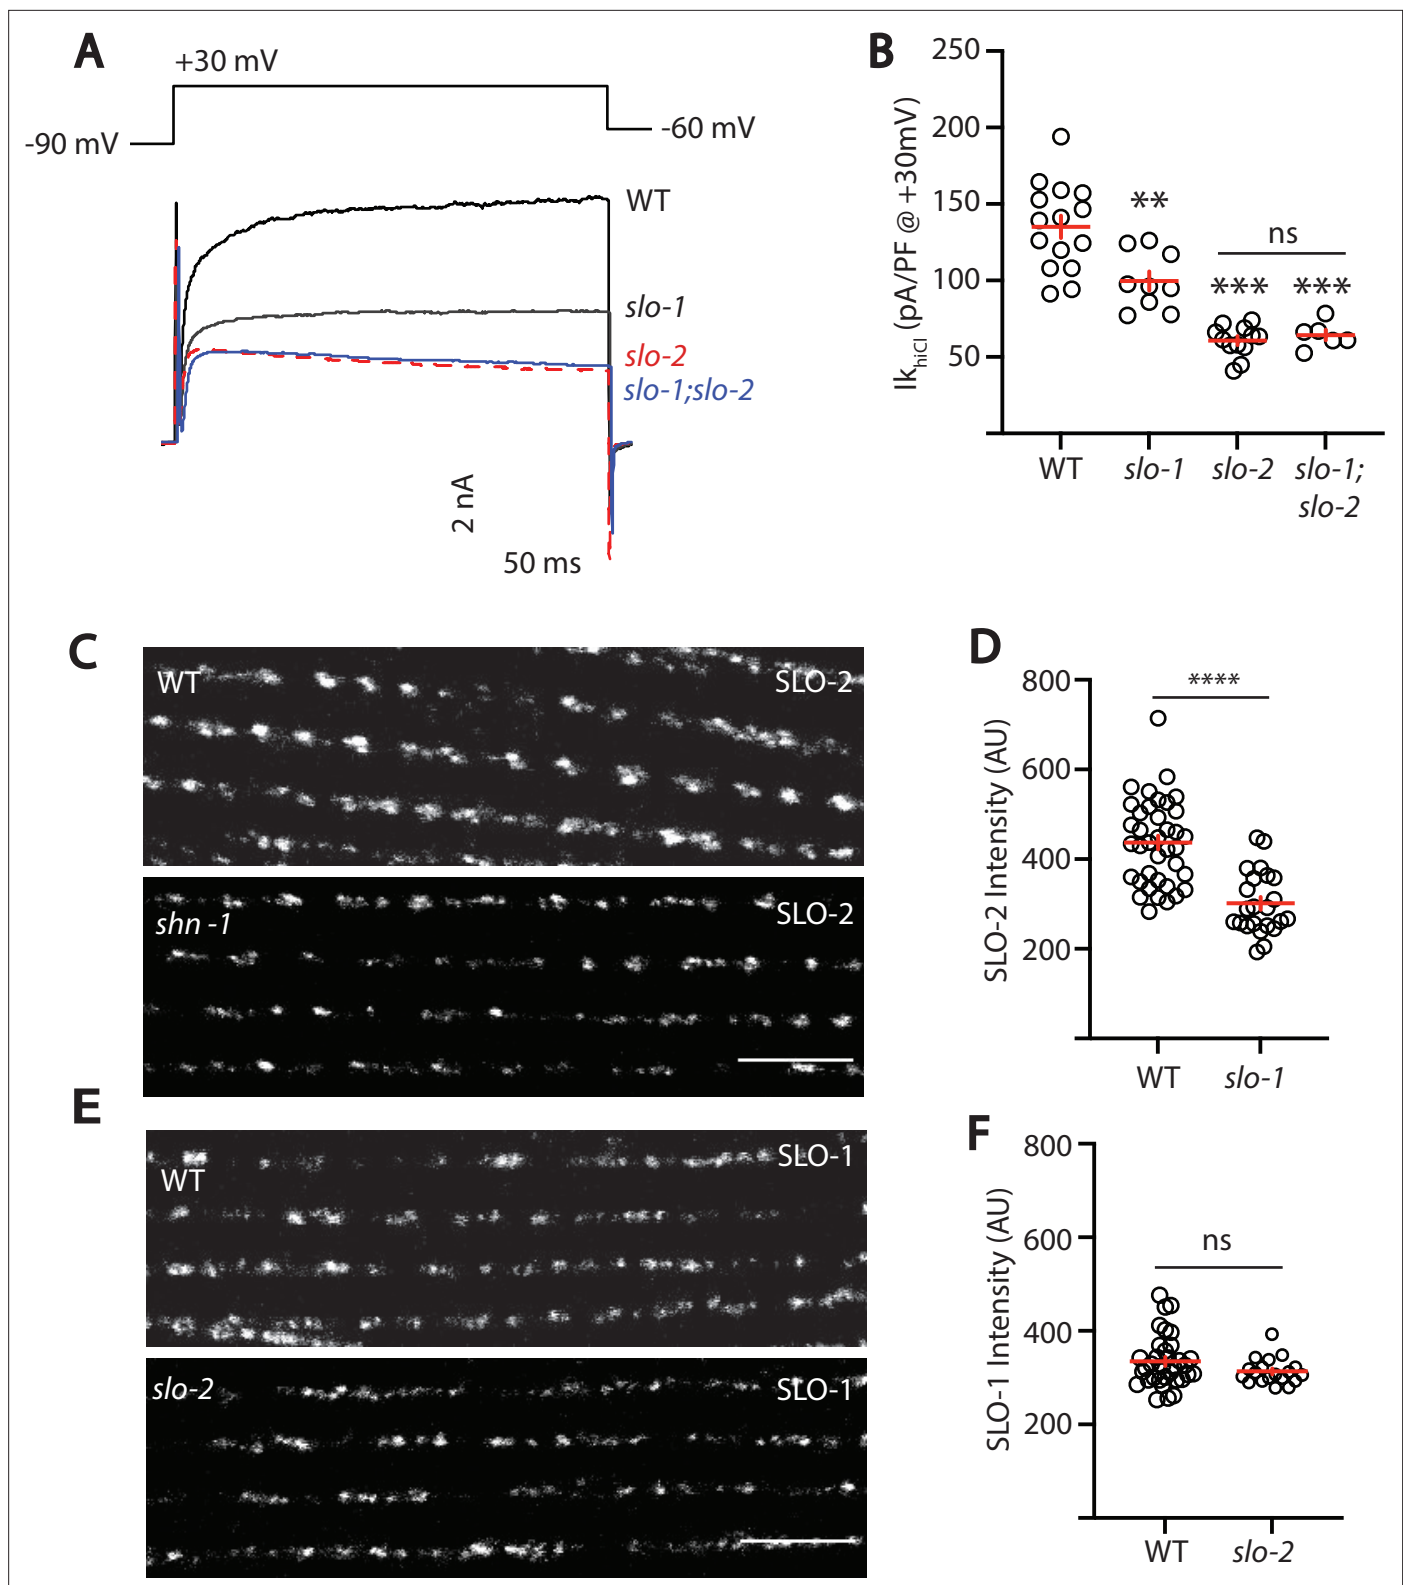 A
+30 mV
-90 mV
-60 mV
WT
slo-1
slo-2
slo-1;slo-2
2 nA
50 ms
B
Ik hiCl (pA/PF @ +30mV)
250
200
150
100
50
**
ns
***
***
WT
slo-1
slo-2
slo-1;
slo-2
C
WT
SLO-2
shn -1
SLO-2
D
SLO-2 Intensity (AU)
800
600
400
200
****
WT
slo-1
E
WT
SLO-1
slo-2
SLO-1
F
SLO-1 Intensity (AU)
800
600
400
200
ns
WT
slo-2